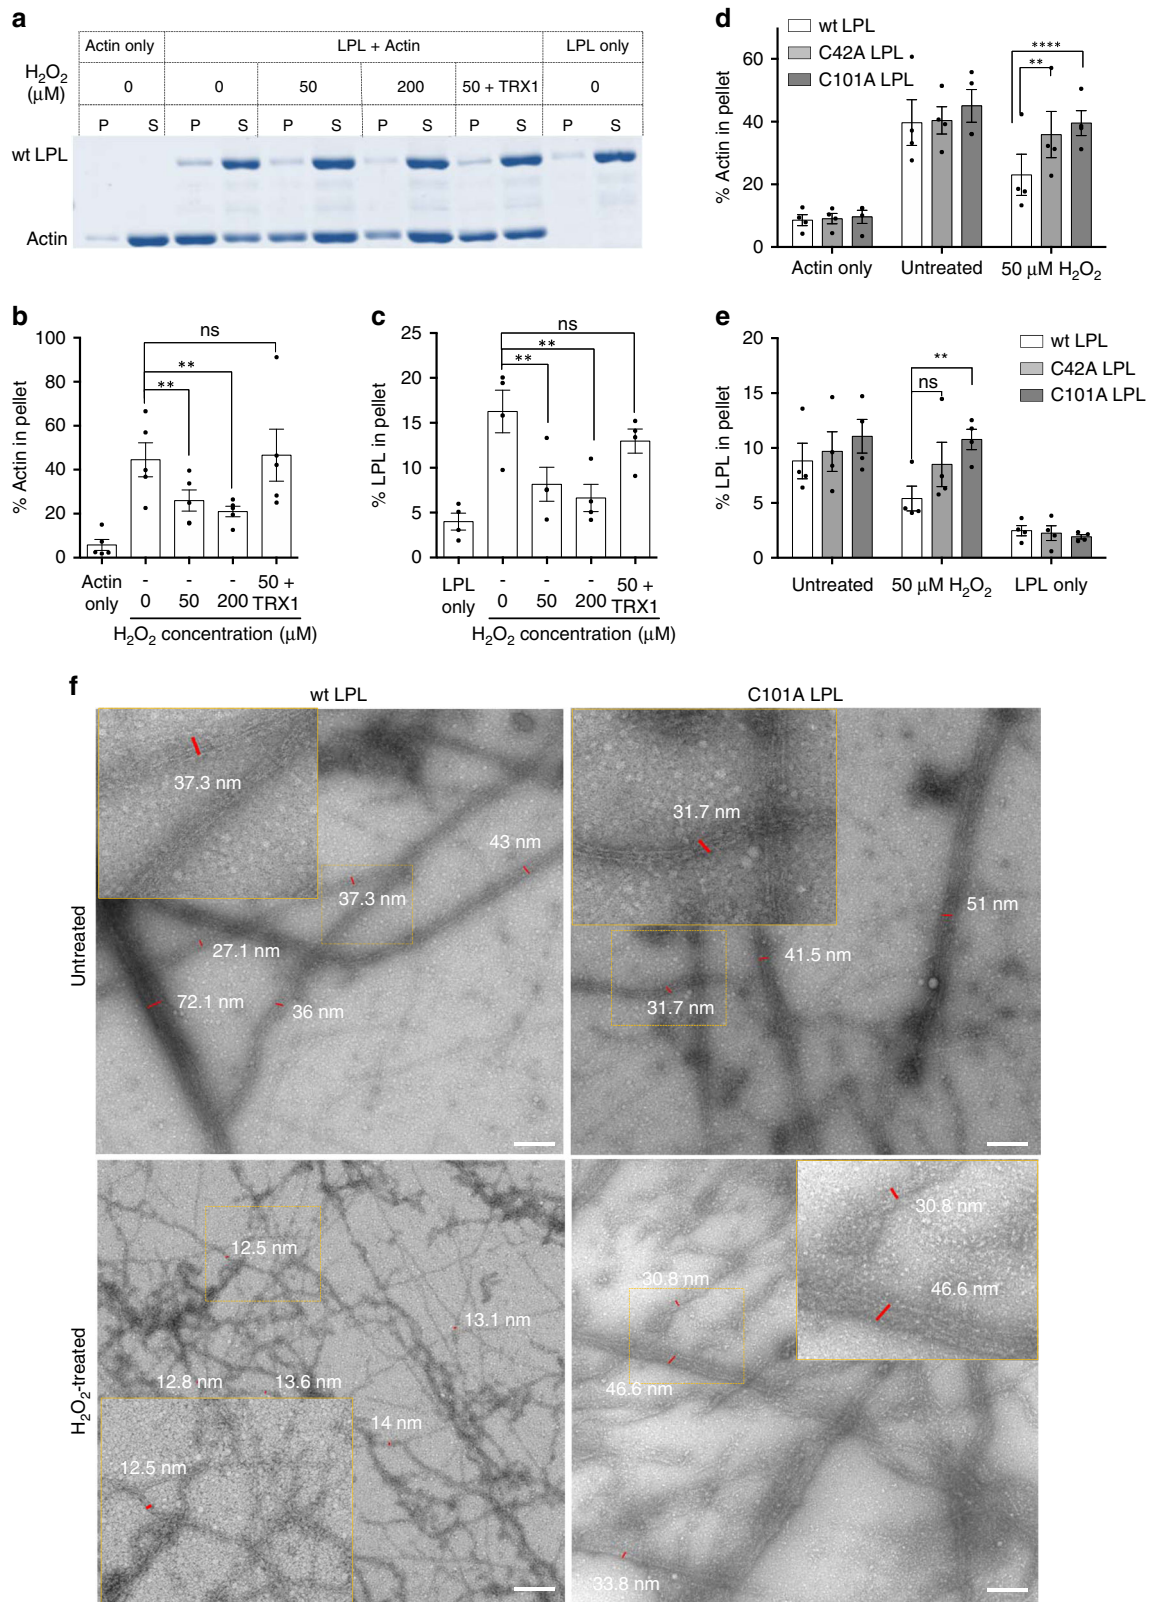 a
Actin only
LPL + Actin
LPL only
H₂O₂
(μM)
0
0
50
200
50 + TRX1
0
P
S
P
S
P
S
P
S
P
S
P
S
wt LPL
Actin
b
% Actin in pellet
100
80
60
40
20
0
ns
**
**
Actin
only
-
0
-
50
-
200
50 +
TRX1
H₂O₂ concentration (μM)
c
% LPL in pellet
25
20
15
10
5
0
ns
**
**
LPL
only
-
0
-
50
-
200
50 +
TRX1
H₂O₂ concentration (μM)
d
wt LPL
C42A LPL
C101A LPL
% Actin in pellet
60
40
20
0
****
**
Actin only
Untreated
50 μM H₂O₂
e
wt LPL
C42A LPL
C101A LPL
% LPL in pellet
20
15
10
5
0
**
ns
Untreated
50 μM H₂O₂
LPL only
f
wt LPL
C101A LPL
Untreated
37.3 nm
43 nm
37.3 nm
27.1 nm
72.1 nm
36 nm
31.7 nm
51 nm
41.5 nm
31.7 nm
H₂O₂-treated
12.5 nm
13.1 nm
12.8 nm
13.6 nm
14 nm
12.5 nm
30.8 nm
46.6 nm
30.8 nm
46.6 nm
33.8 nm